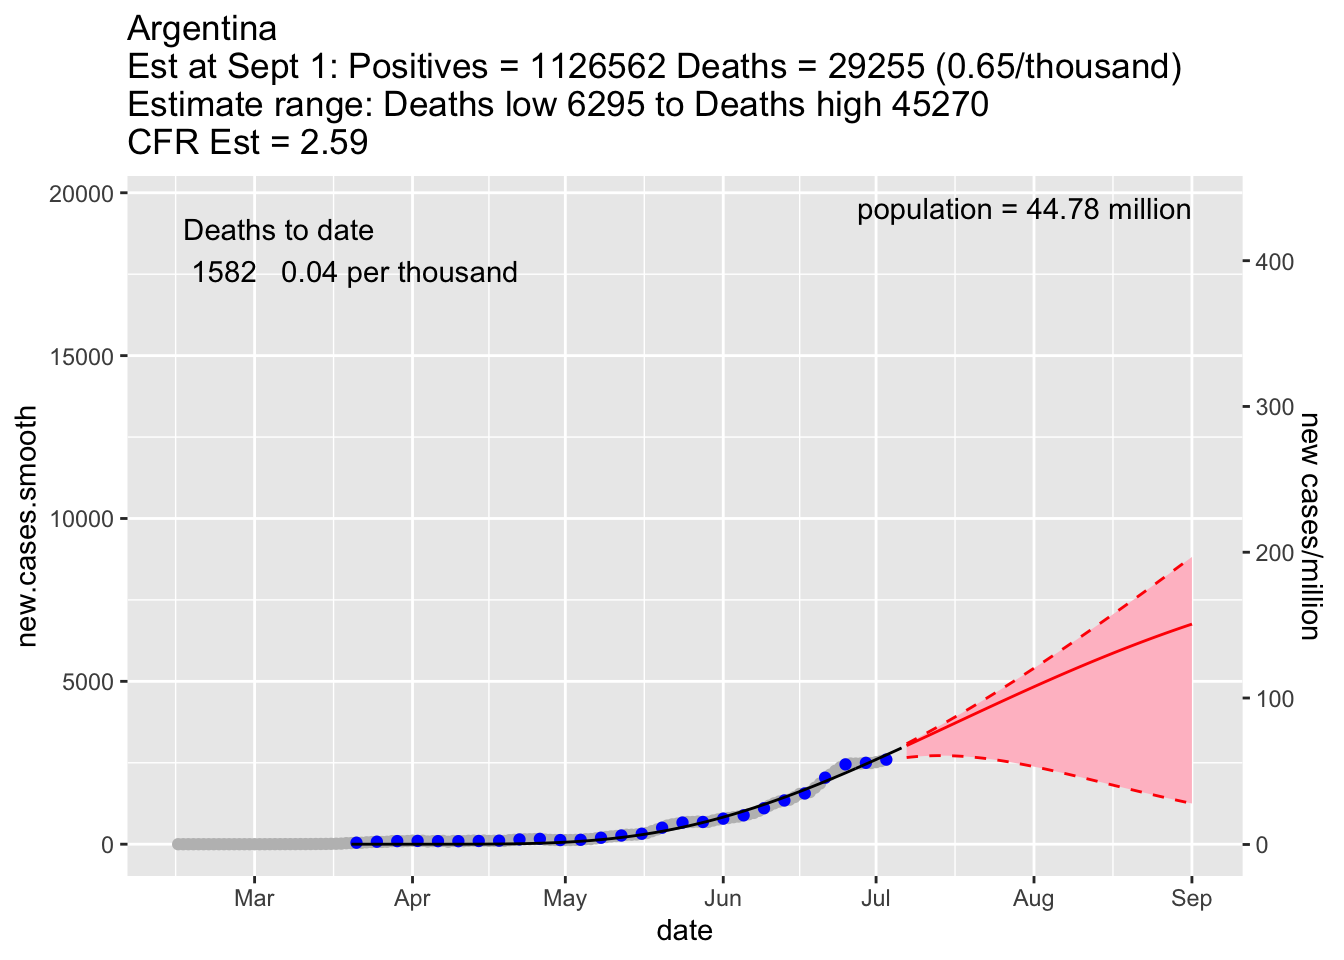 Argentina
Est at Sept 1: Positives = 1126562 Deaths = 29255 (0.65/thousand)
Estimate range: Deaths low 6295 to Deaths high 45270
CFR Est = 2.59
20000
15000
10000
5000
0
new.cases.smooth
Deaths to date
1582 0.04 per thousand
population = 44.78 million
400
300
200
100
0
new cases/million
Mar Apr May Jun Jul Aug Sep
date